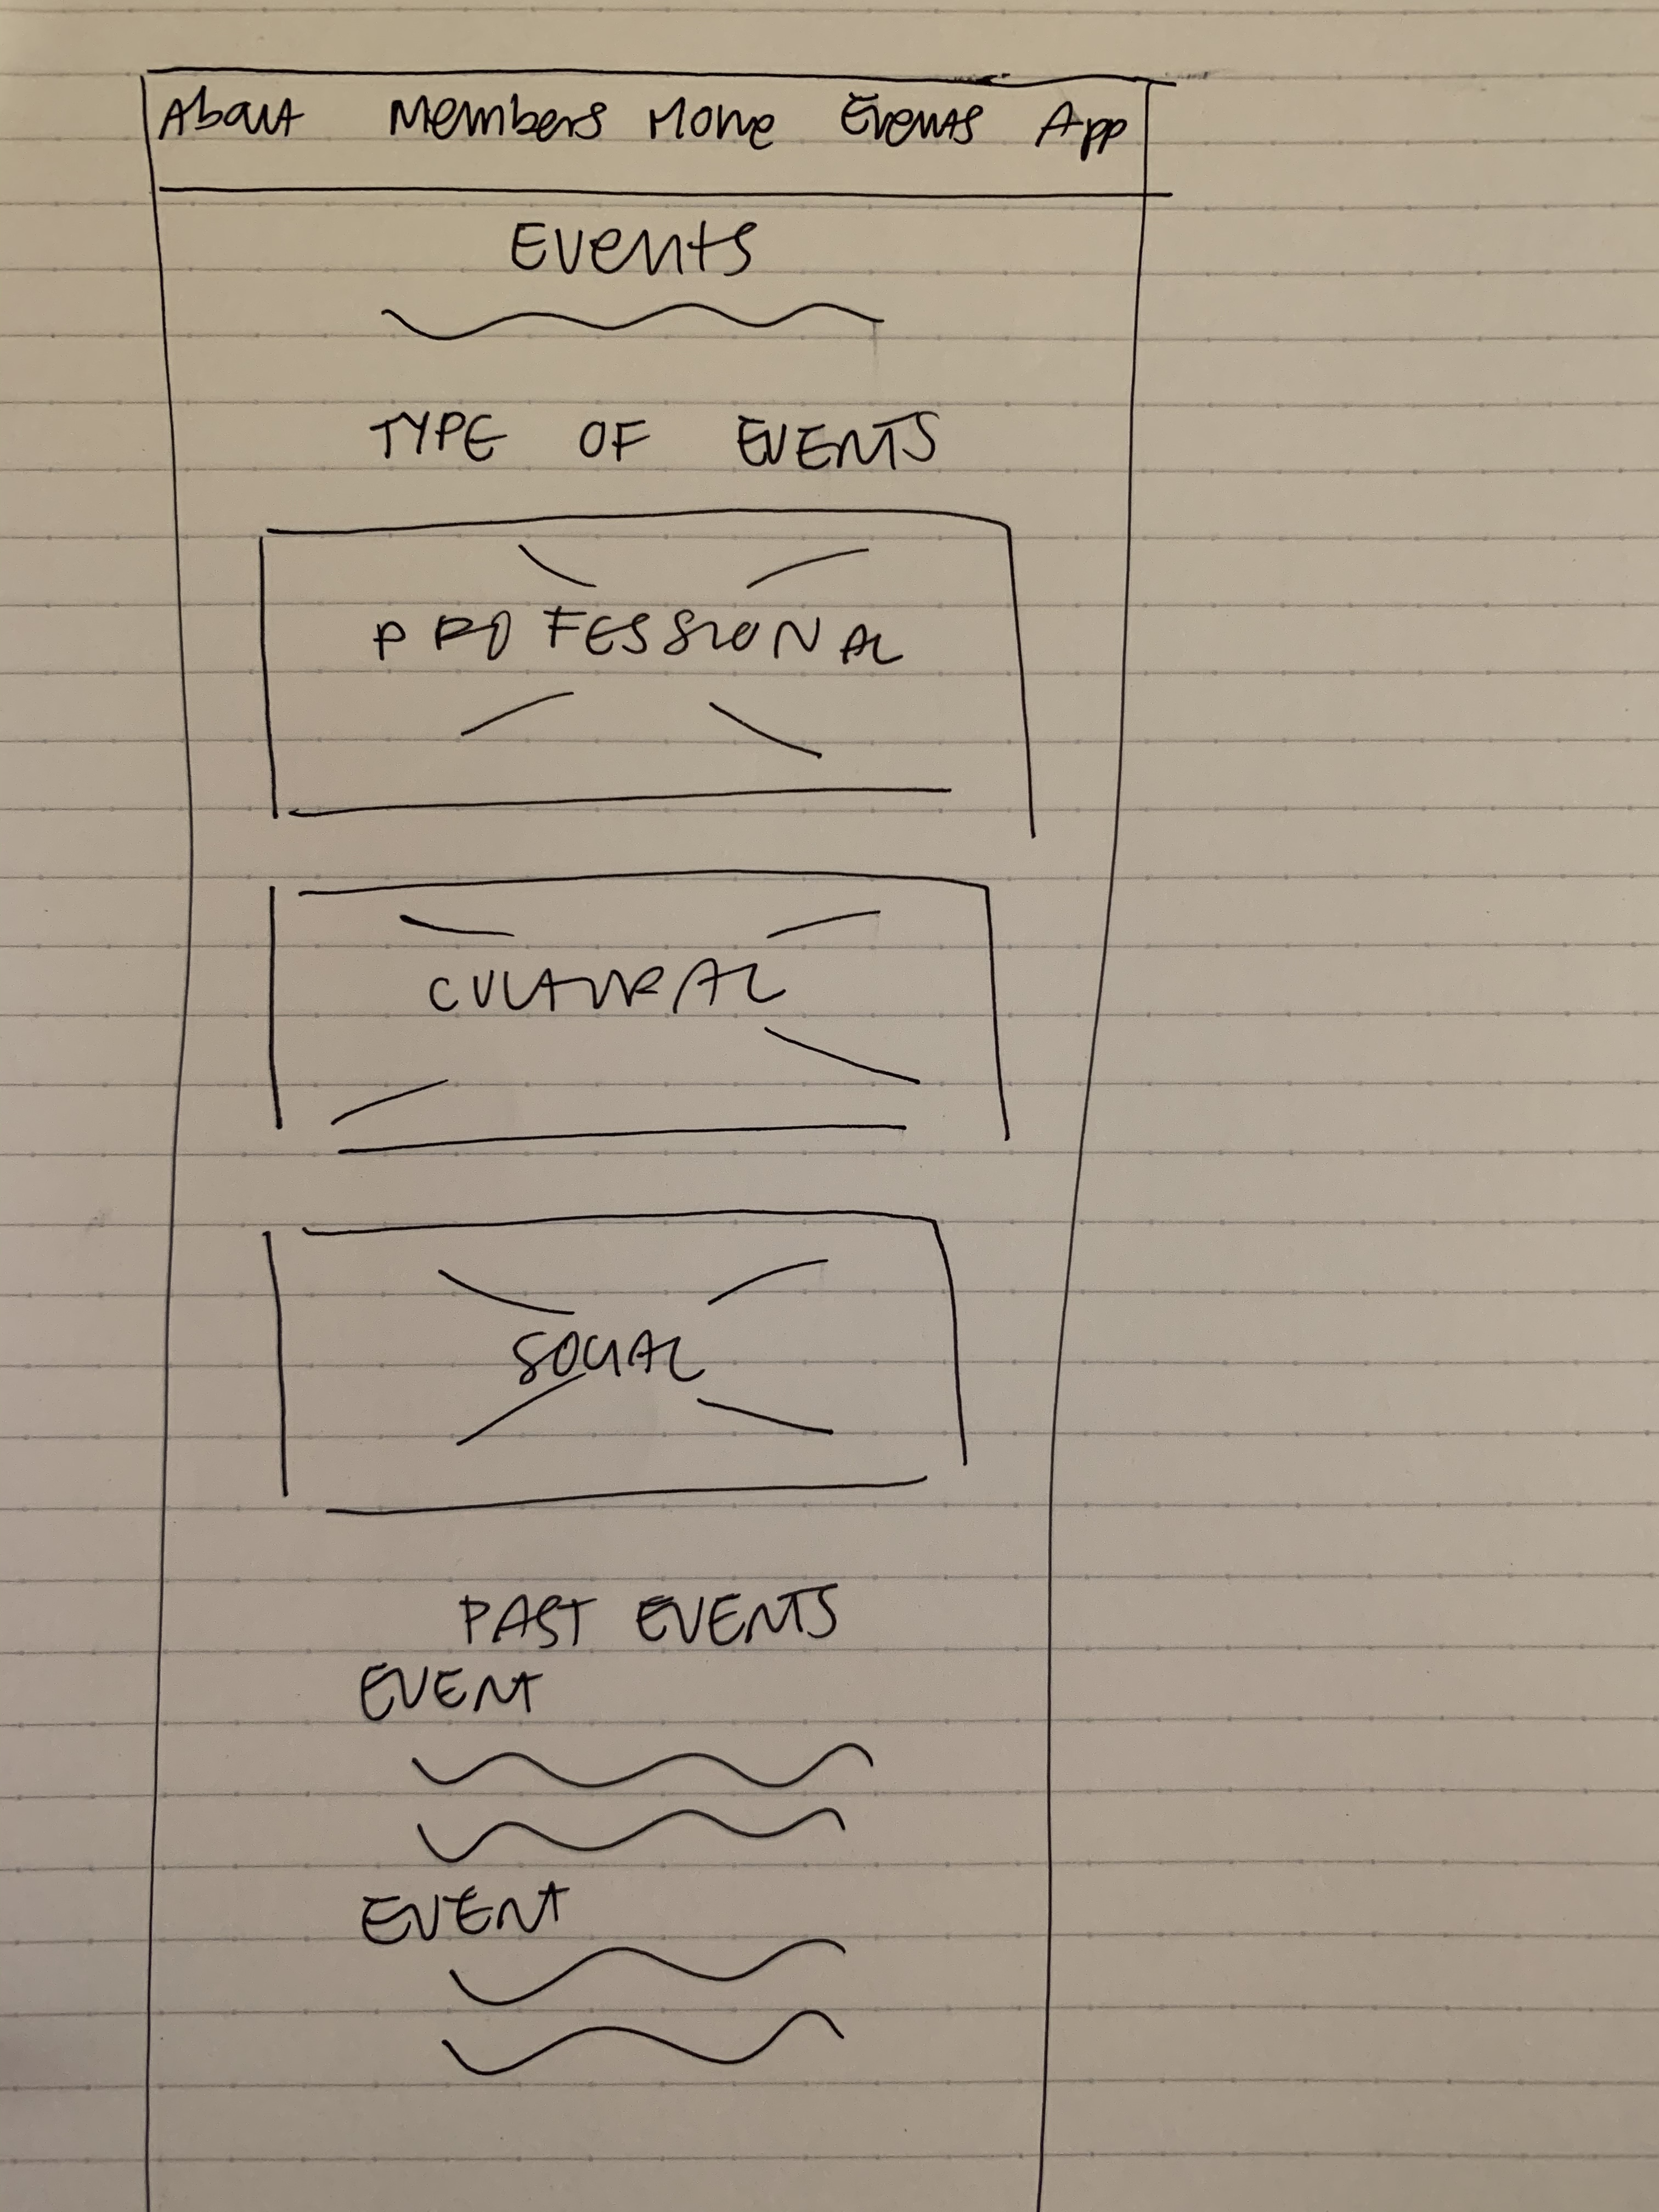 About Members Home Events App
Events
TYPE OF EVENTS
PROFESSIONAL
CULTURAL
SOCIAL
PAST EVENTS
EVENT
EVENT